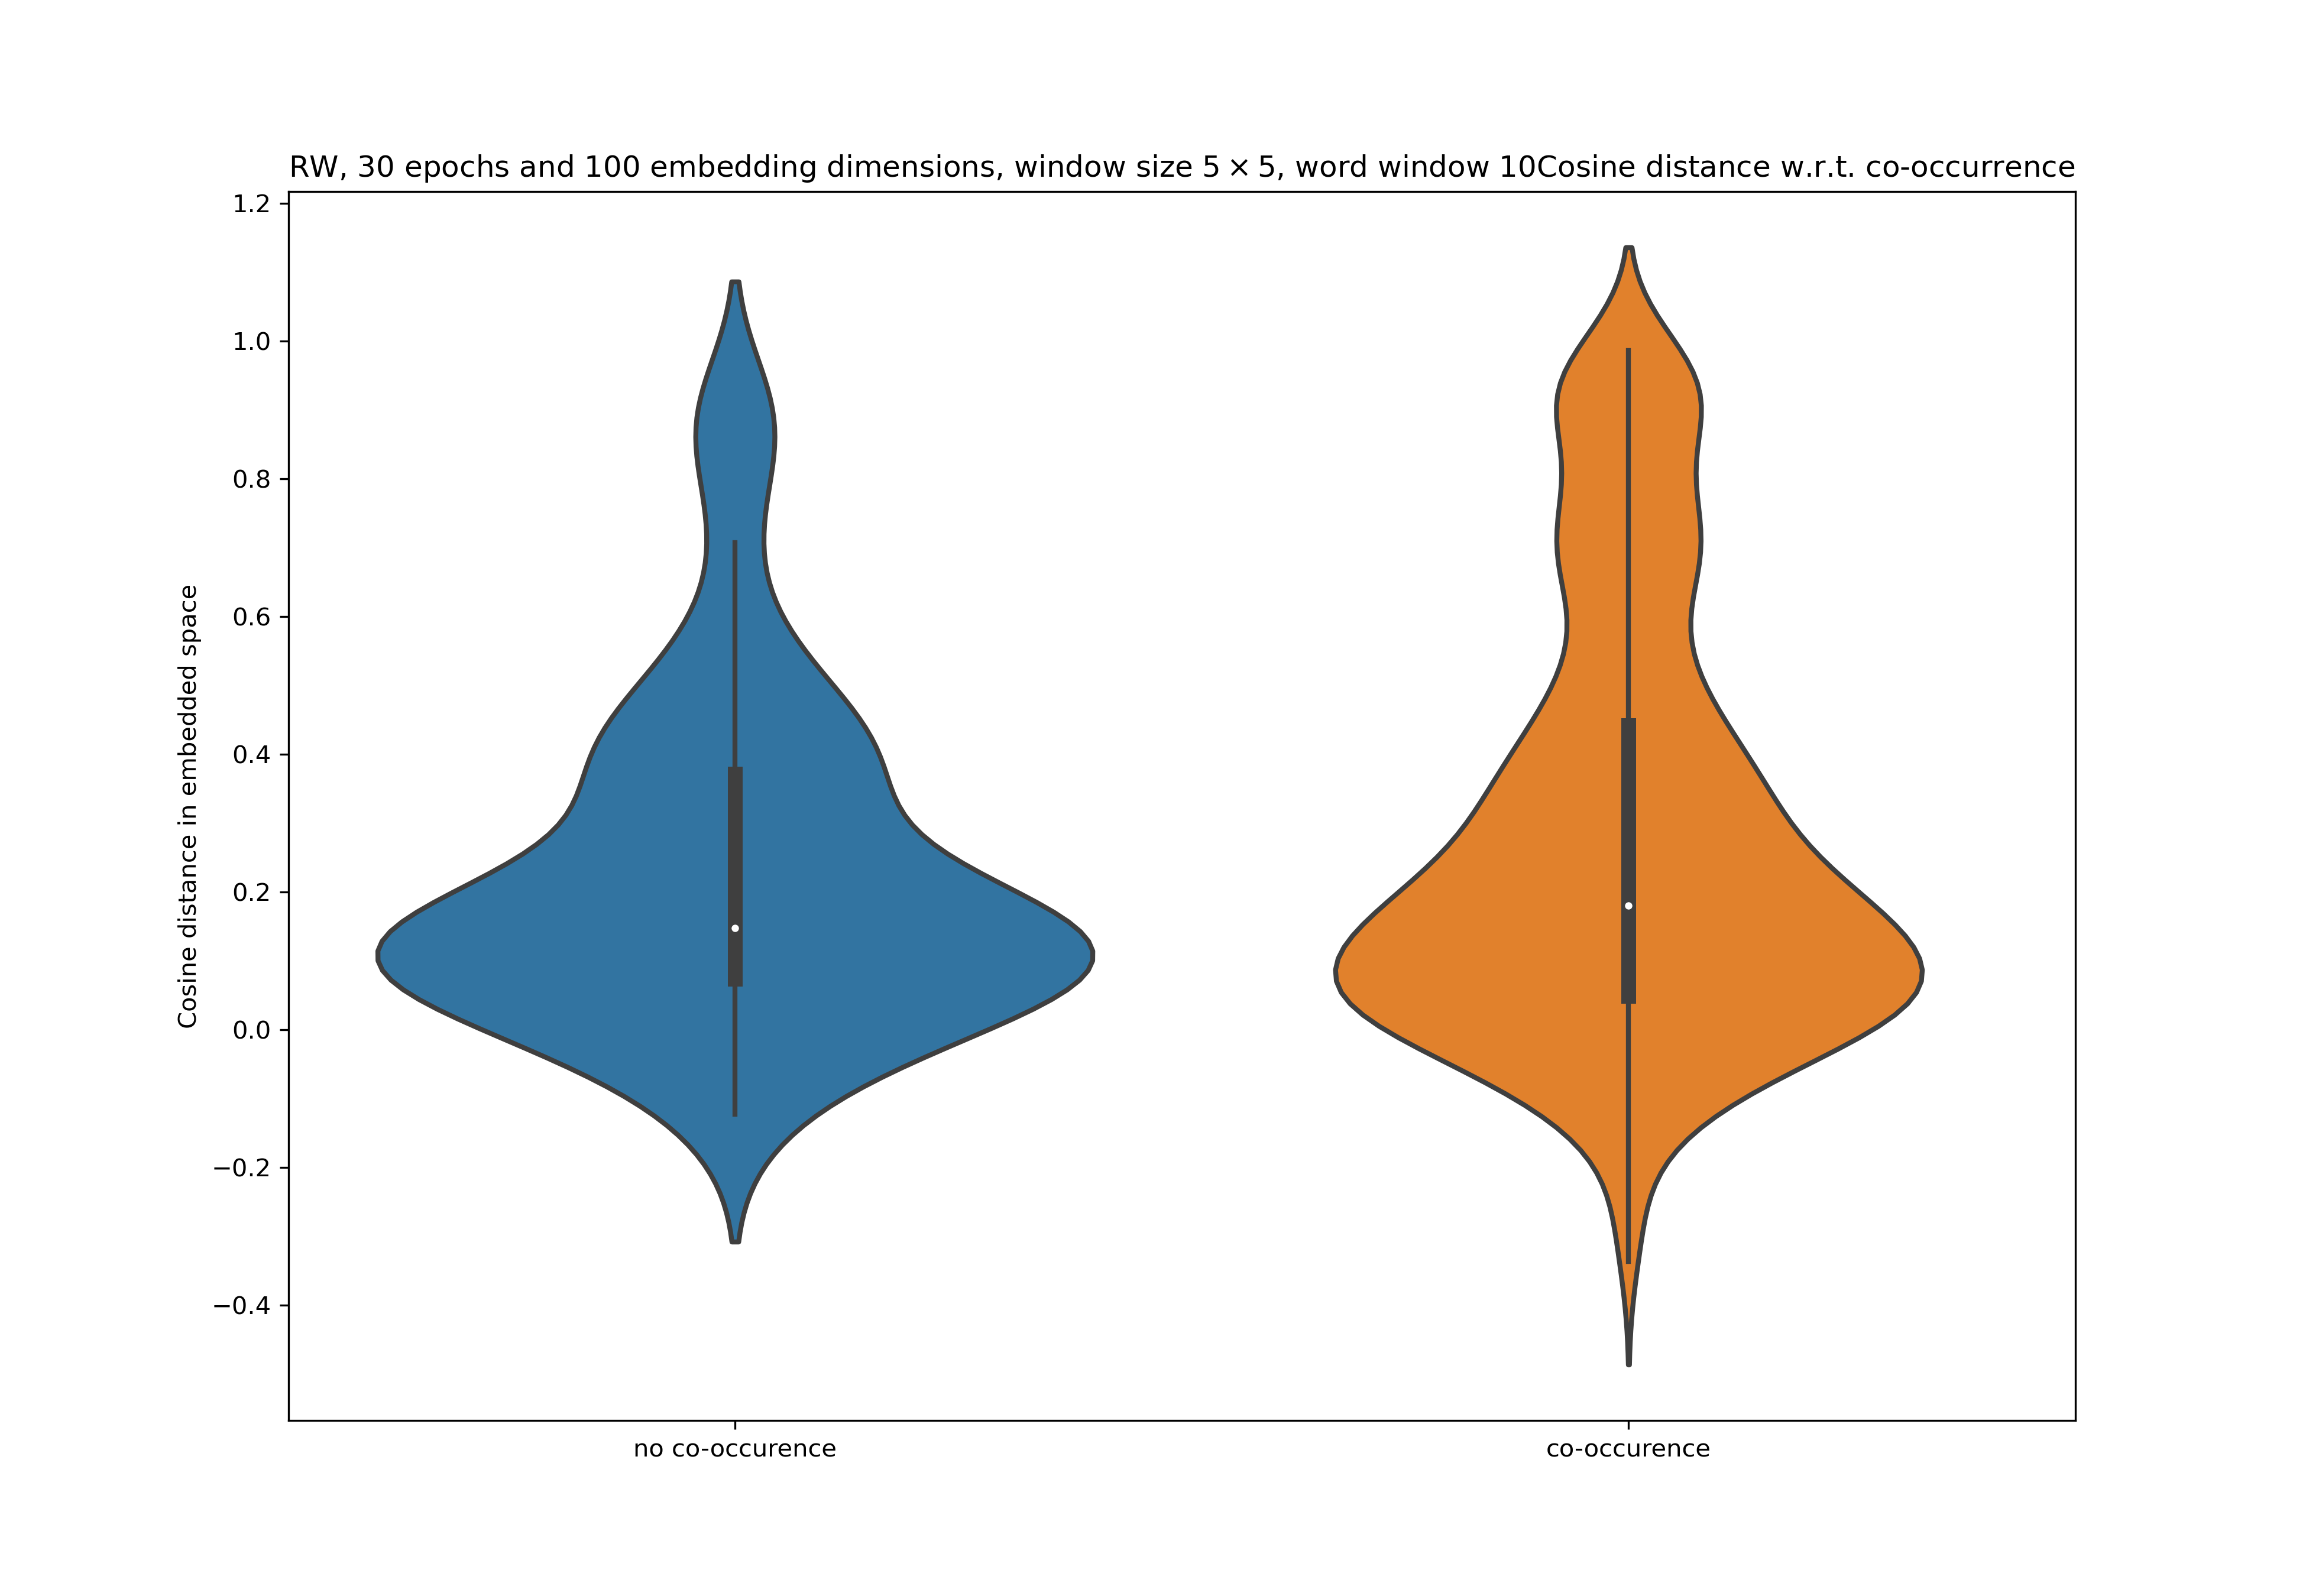 RW, 30 epochs and 100 embedding dimensions, window size 5 × 5, word window 10Cosine distance w.r.t. co-occurrence
1.2
1.0
0.8
0.6
0.4
0.2
0.0
−0.2
−0.4
Cosine distance in embedded space
no co-occurence
co-occurence